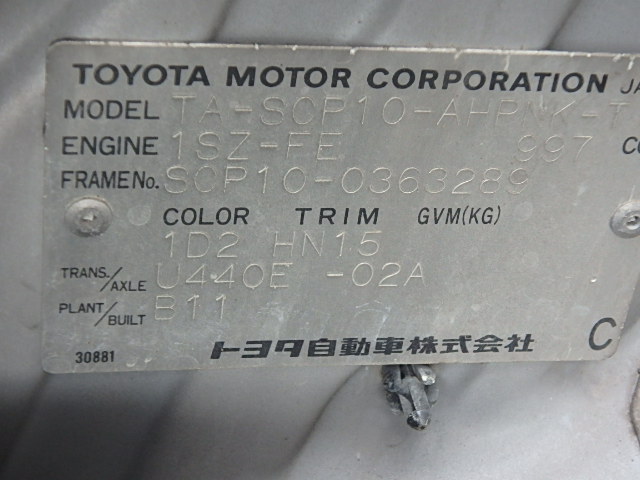 TOYOTA MOTOR CORPORATION JA
MODEL TA-SCP10-AHPNK-T
ENGINE 1SZ-FE 997 CC
FRAME No. SCP10-0363289
COLOR TRIM GVM(KG)
1D2 HN15
TRANS./AXLE U440E -02A
PLANT/BUILT B11
30881 トヨタ自動車株式会社 C